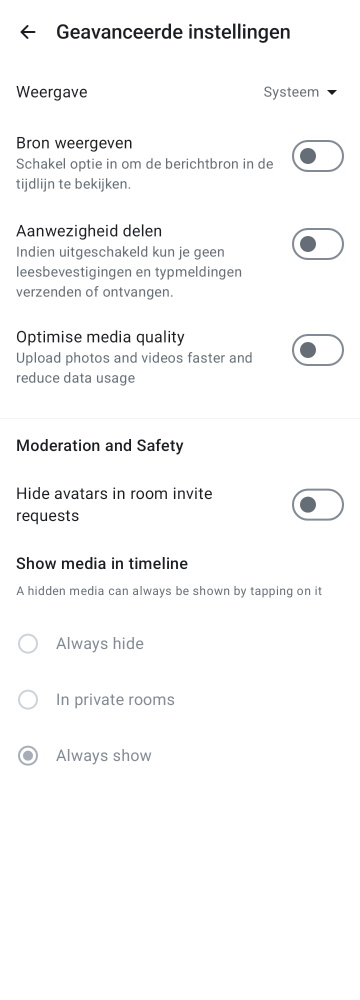 Geavanceerde instellingen
Weergave
Systeem
Bron weergeven
Schakel optie in om de berichtbron in de
tijdlijn te bekijken.
Aanwezigheid delen
Indien uitgeschakeld kun je geen
leesbevestigingen en typmeldingen
verzenden of ontvangen.
Optimise media quality
Upload photos and videos faster and
reduce data usage
Moderation and Safety
Hide avatars in room invite
requests
Show media in timeline
A hidden media can always be shown by tapping on it
Always hide
In private rooms
Always show